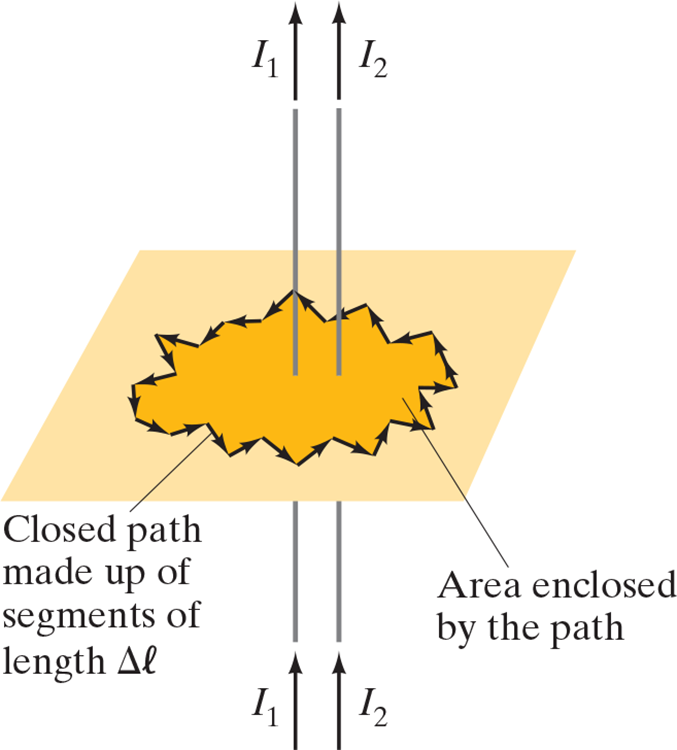 I₁ I₂
Closed path
made up of
segments of
length Δℓ
Area enclosed
by the path
I₁ I₂